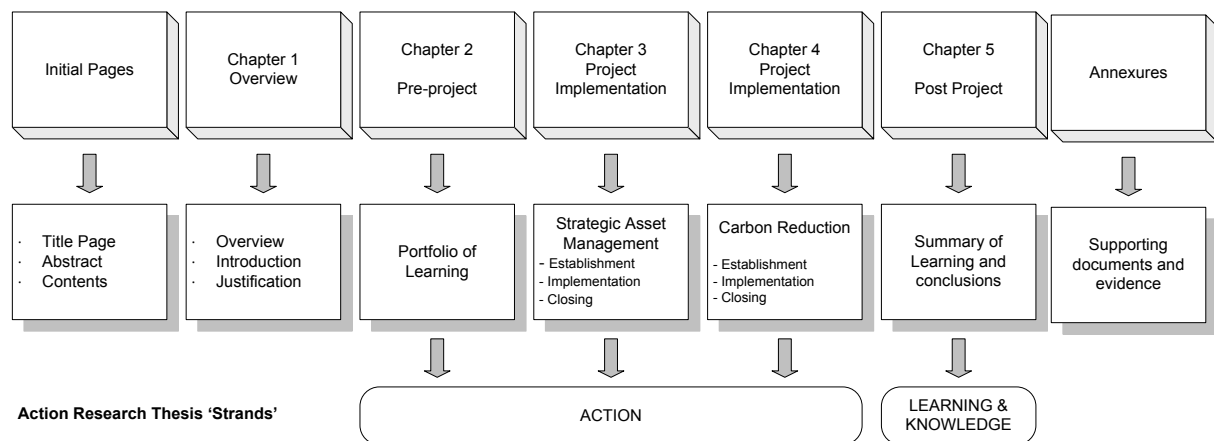 Initial Pages
Chapter 1
Overview
Chapter 2
Pre-project
Chapter 3
Project
Implementation
Chapter 4
Project
Implementation
Chapter 5
Post Project
Annexures
· Title Page
· Abstract
· Contents
· Overview
· Introduction
· Justification
Portfolio of
Learning
Strategic Asset
Management
- Establishment
- Implementation
- Closing
Carbon Reduction
- Establishment
- Implementation
- Closing
Summary of
Learning and
conclusions
Supporting
documents and
evidence
Action Research Thesis ‘Strands’
ACTION
LEARNING &
KNOWLEDGE